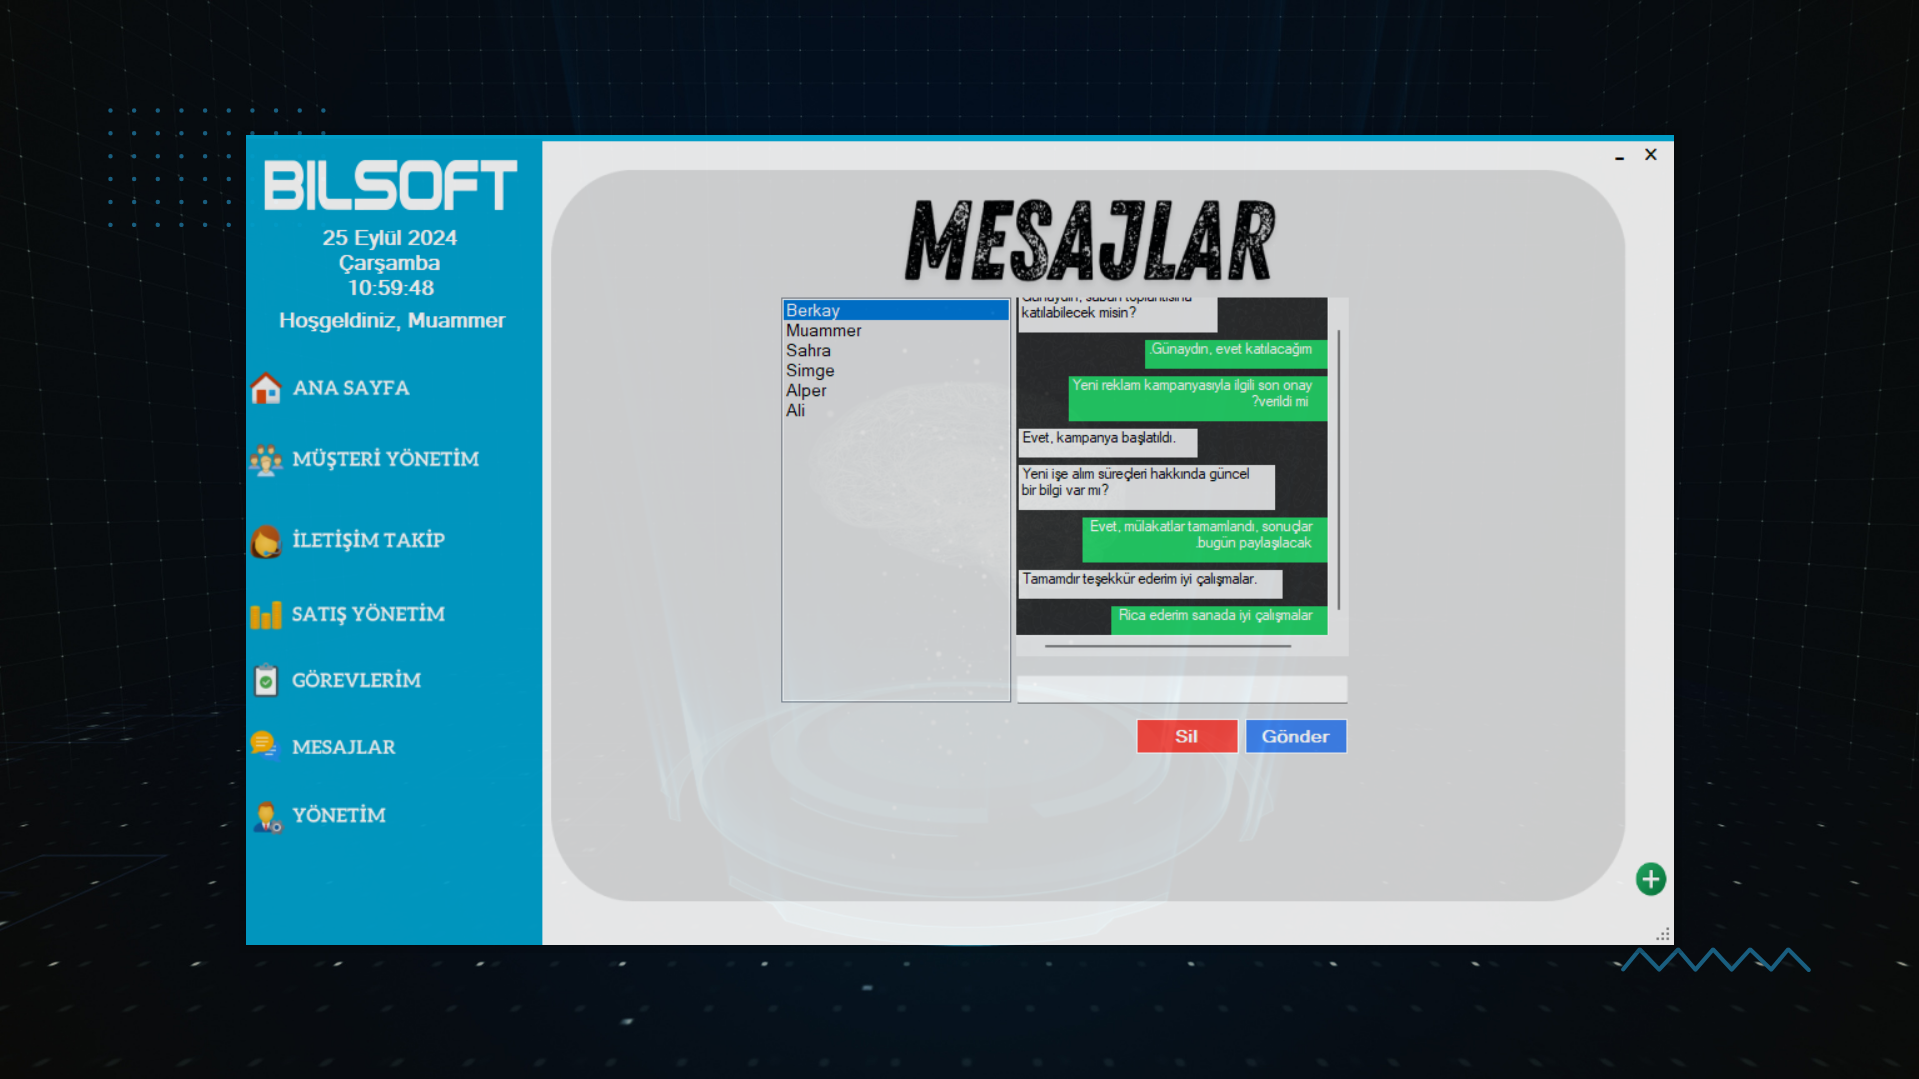 BILSOFT
25 Eylül 2024
Çarşamba
10:59:48
Hoşgeldiniz, Muammer
ANA SAYFA
MÜŞTERİ YÖNETİM
İLETİŞİM TAKİP
SATIŞ YÖNETİM
GÖREVLERİM
MESAJLAR
YÖNETİM
MESAJLAR
Berkay
Muammer
Sahra
Simge
Alper
Ali
Günaydın, sabah toplantısına
katılabilecek misin?
.Günaydın, evet katılacağım
Yeni reklam kampanyasıyla ilgili son onay
?verildi mi
Evet, kampanya başlatıldı.
Yeni işe alım süreçleri hakkında güncel
bir bilgi var mı?
Evet, mülakatlar tamamlandı, sonuçlar
.bugün paylaşılacak
Tamamdır teşekkür ederim iyi çalışmalar.
Rica ederim sanada iyi çalışmalar
Sil
Gönder